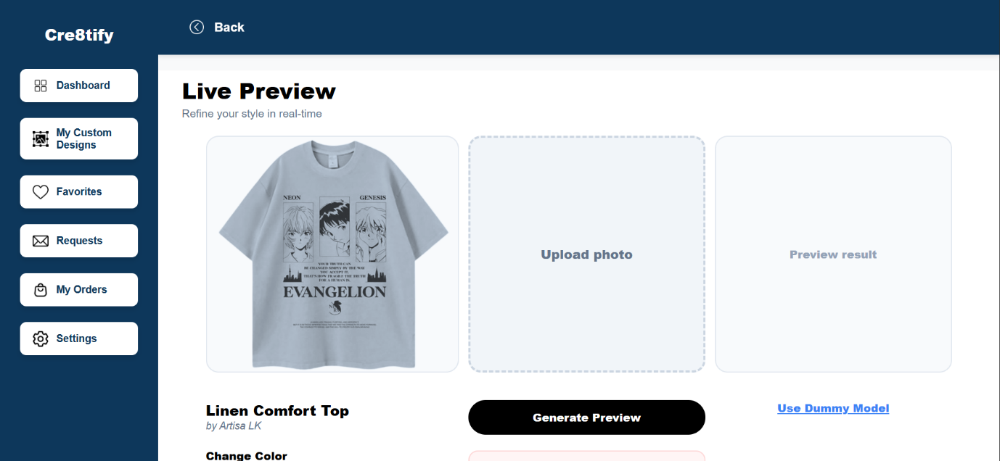 Cre8tify
Back
Dashboard
My Custom
Designs
Favorites
Requests
My Orders
Settings
Live Preview
Refine your style in real-time
NEON
GENESIS
YOUR TRUTH CAN
BE CHANGED SIMPLY BY THE WAY
YOU ACCEPT IT.
THAT'S HOW FRAGILE THE TRUTH
FOR A HUMAN IS.
EVANGELION
Upload photo
Preview result
Linen Comfort Top
by Artisa LK
Generate Preview
Use Dummy Model
Change Color